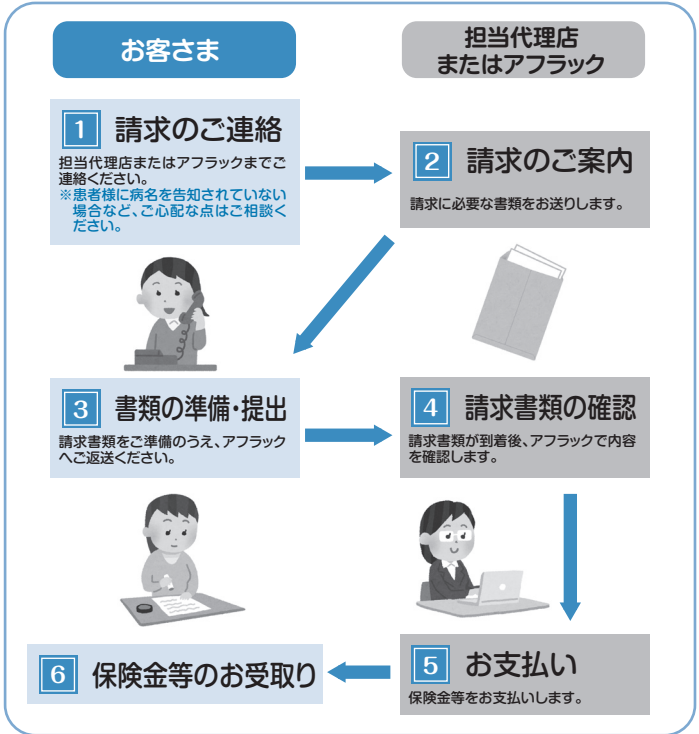 お客さま
担当代理店
またはアフラック
1 請求のご連絡
担当代理店またはアフラックまでご
連絡ください。
※患者様に病名を告知されていない
場合など、ご心配な点はご相談く
ださい。
2 請求のご案内
請求に必要な書類をお送りします。
3 書類の準備・提出
請求書類をご準備のうえ、アフラック
へご返送ください。
4 請求書類の確認
請求書類が到着後、アフラックで内容
を確認します。
5 お支払い
保険金等をお支払いします。
6 保険金等のお受取り